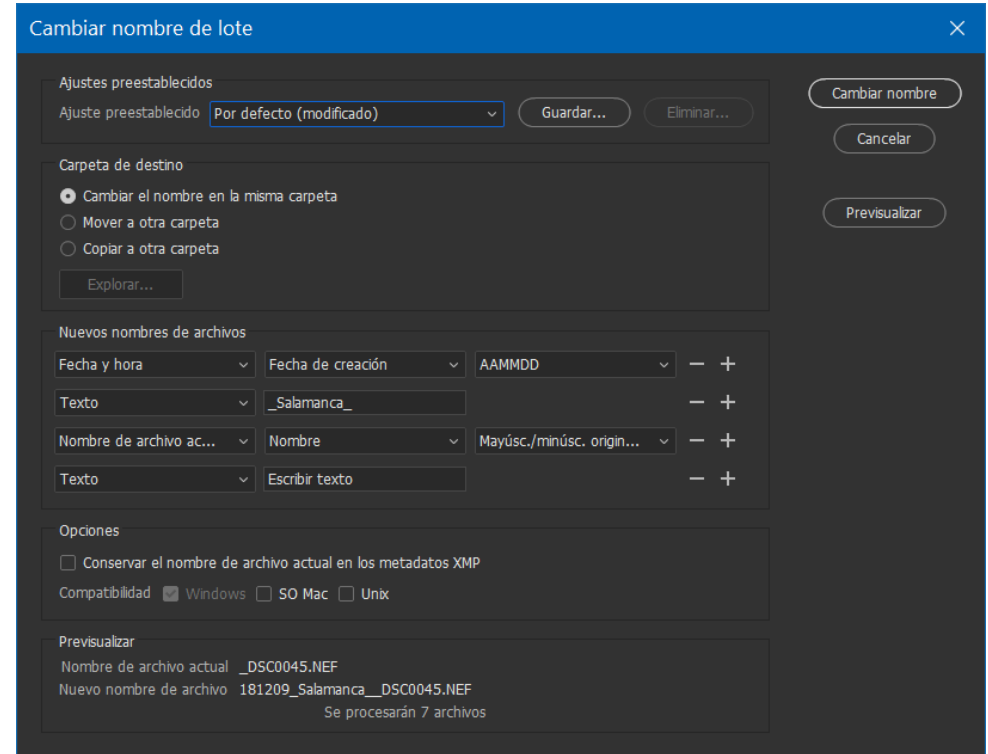 Cambiar nombre de lote
Ajustes preestablecidos
Ajuste preestablecido Por defecto (modificado) Guardar... Eliminar...
Cambiar nombre
Cancelar
Previsualizar
Carpeta de destino
Cambiar el nombre en la misma carpeta
Mover a otra carpeta
Copiar a otra carpeta
Explorar...
Nuevos nombres de archivos
Fecha y hora Fecha de creación AAMMDD
Texto _Salamanca_
Nombre de archivo ac... Nombre Mayúsc./minúsc. origin...
Texto Escribir texto
Opciones
Conservar el nombre de archivo actual en los metadatos XMP
Compatibilidad Windows SO Mac Unix
Previsualizar
Nombre de archivo actual _DSC0045.NEF
Nuevo nombre de archivo 181209_Salamanca__DSC0045.NEF
Se procesarán 7 archivos